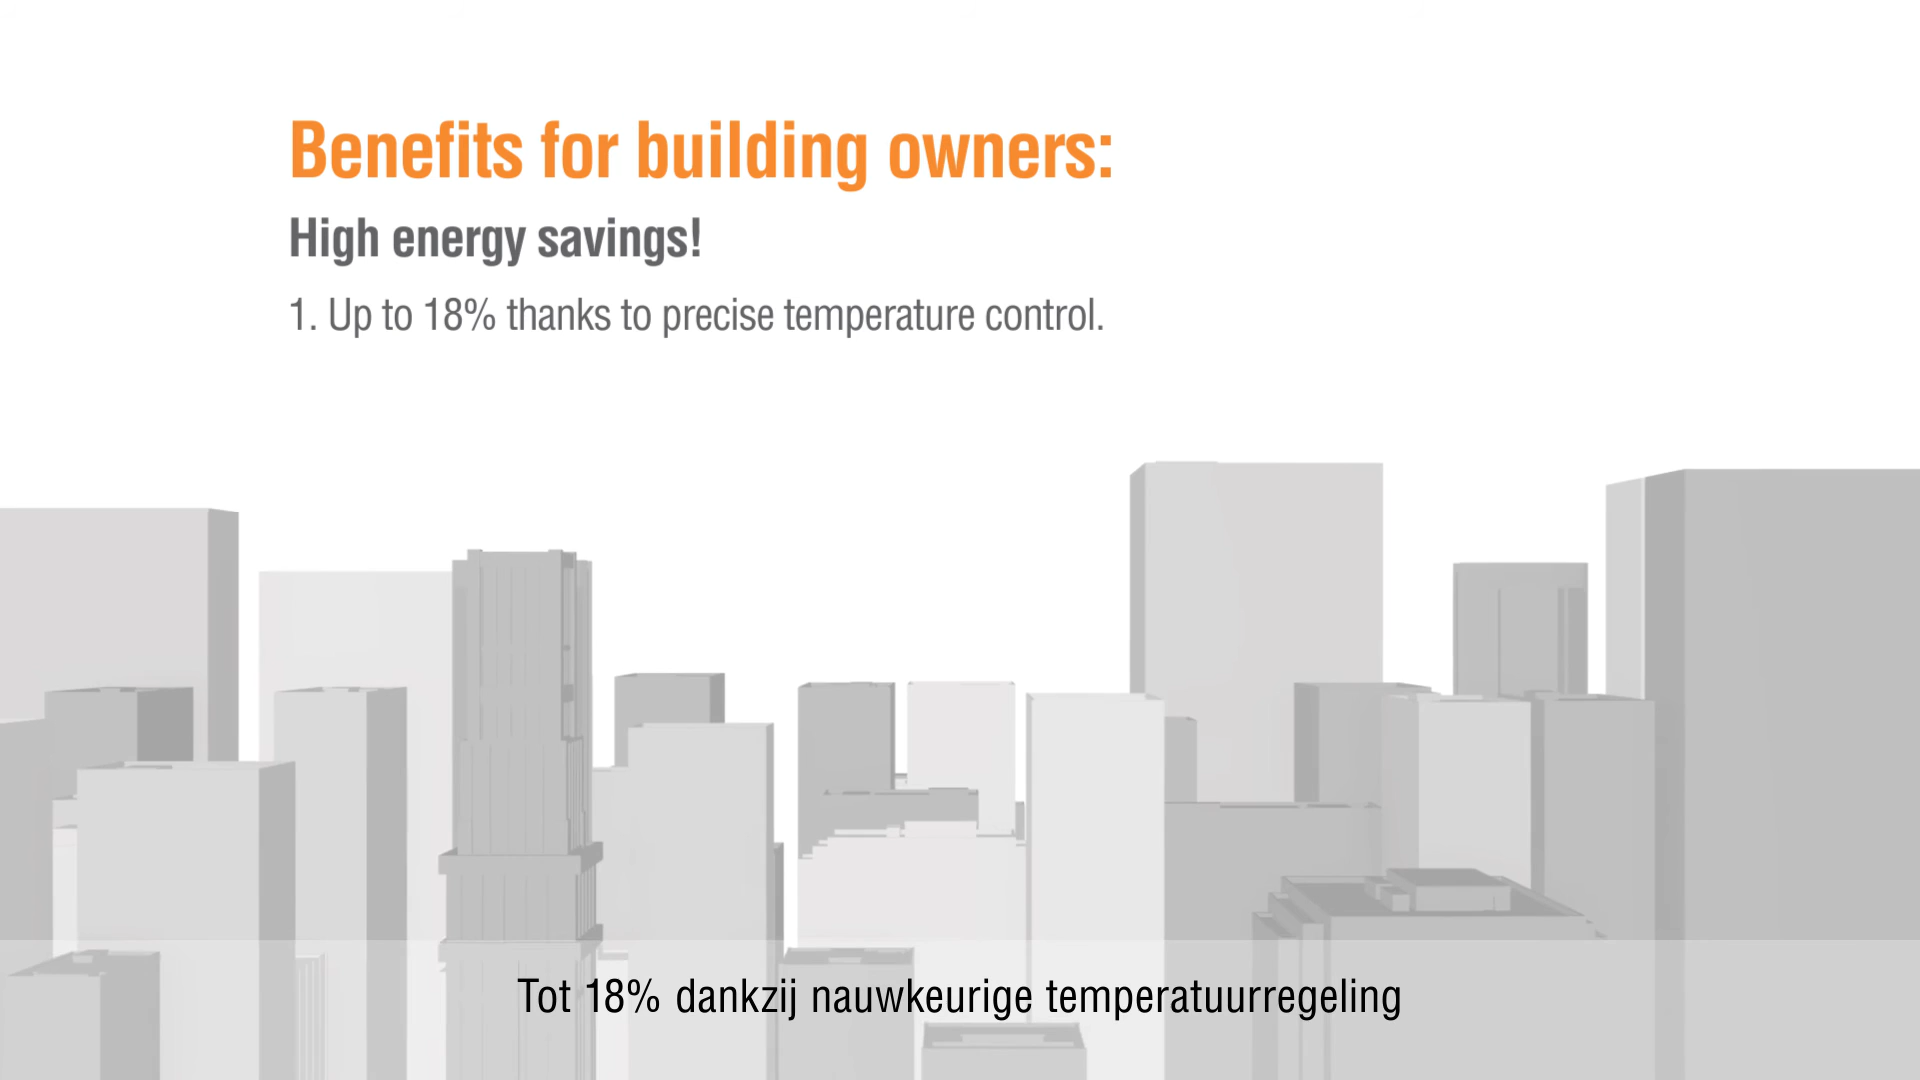 Benefits for building owners:
High energy savings!
1. Up to 18% thanks to precise temperature control.
Tot 18% dankzij nauwkeurige temperatuurregeling